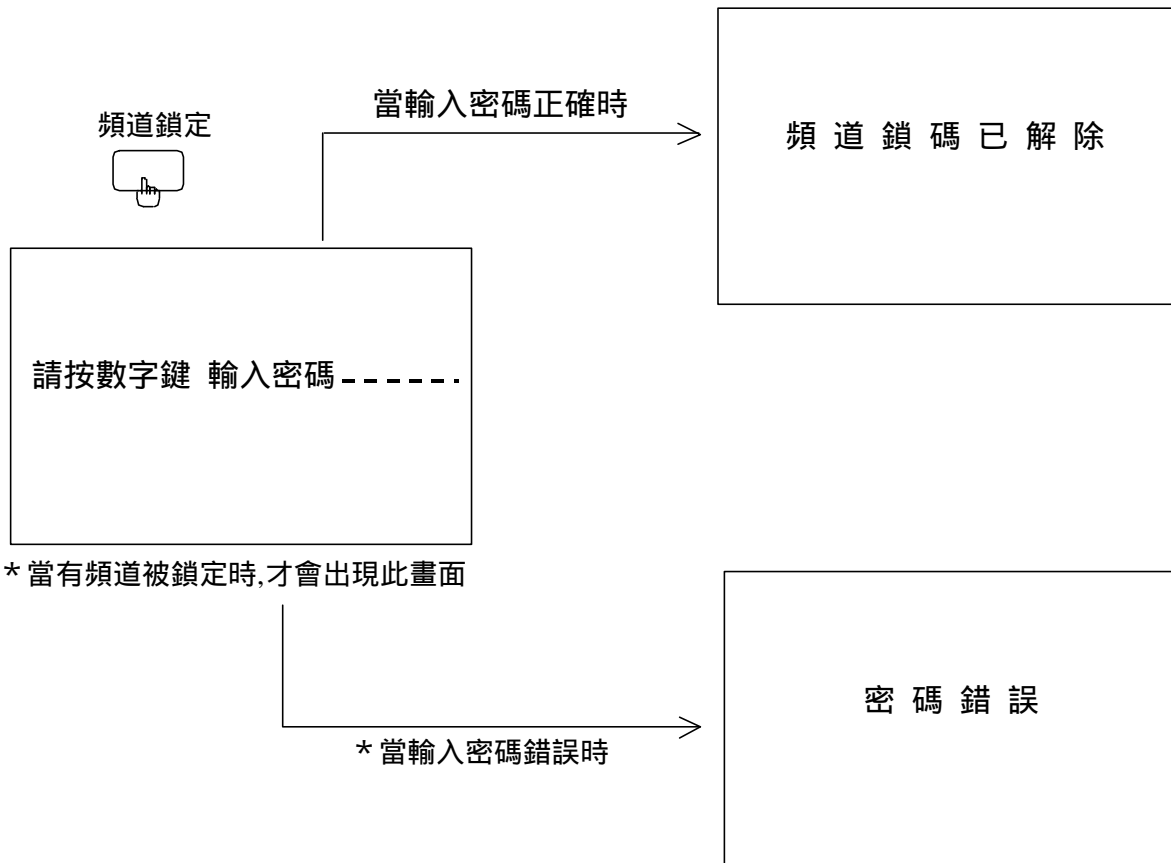 當輸入密碼正確時
頻道鎖定
頻道鎖碼已解除
請按數字鍵 輸入密碼------
*當有頻道被鎖定時,才會出現此畫面
密碼錯誤
*當輸入密碼錯誤時